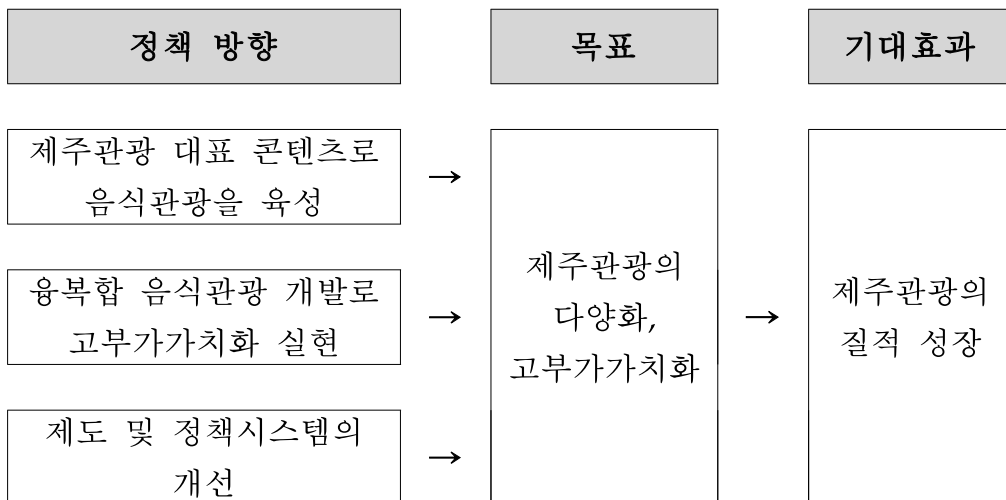 정책 방향
목표
기대효과
제주관광 대표 콘텐츠로
음식관광을 육성
→
융복합 음식관광 개발로
고부가가치화 실현
→
제도 및 정책시스템의
개선
→
제주관광의
다양화,
고부가가치화
→
제주관광의
질적 성장